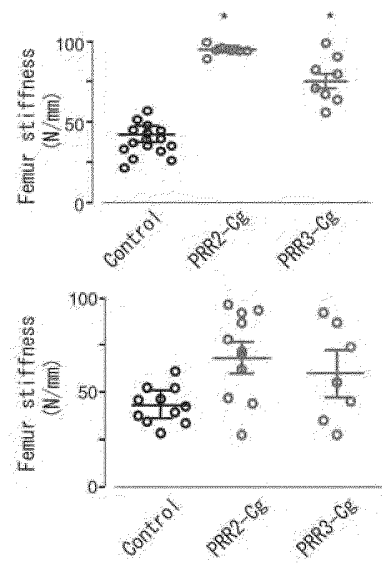 * *
Femur stiffness
(N/mm)
100
50
0
Control
PRR2-Cg
PRR3-Cg
Femur stiffness
(N/mm)
100
50
0
Control
PRR2-Cg
PRR3-Cg